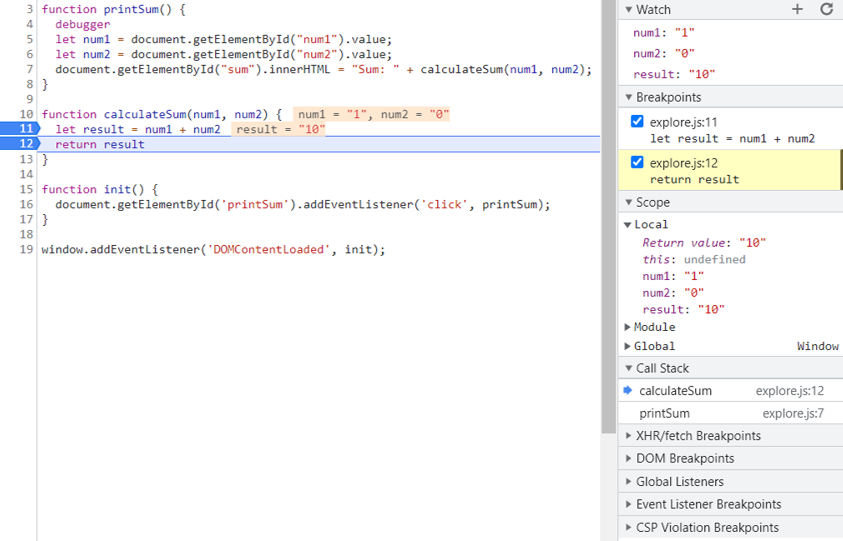 3 function printSum() {
4 debugger
5 let num1 = document.getElementById("num1").value;
6 let num2 = document.getElementById("num2").value;
7 document.getElementById("sum").innerHTML = "Sum: " + calculateSum(num1, num2);
8 }
9
10 function calculateSum(num1, num2) { num1 = "1", num2 = "0"
11 let result = num1 + num2 result = "10"
12 return result
13 }
14
15 function init() {
16 document.getElementById('printSum').addEventListener('click', printSum);
17 }
18
19 window.addEventListener('DOMContentLoaded', init);
Watch
num1: "1"
num2: "0"
result: "10"
Breakpoints
explore.js:11
let result = num1 + num2
explore.js:12
return result
Scope
Local
Return value: "10"
this: undefined
num1: "1"
num2: "0"
result: "10"
Module
Global Window
Call Stack
calculateSum explore.js:12
printSum explore.js:7
XHR/fetch Breakpoints
DOM Breakpoints
Global Listeners
Event Listener Breakpoints
CSP Violation Breakpoints